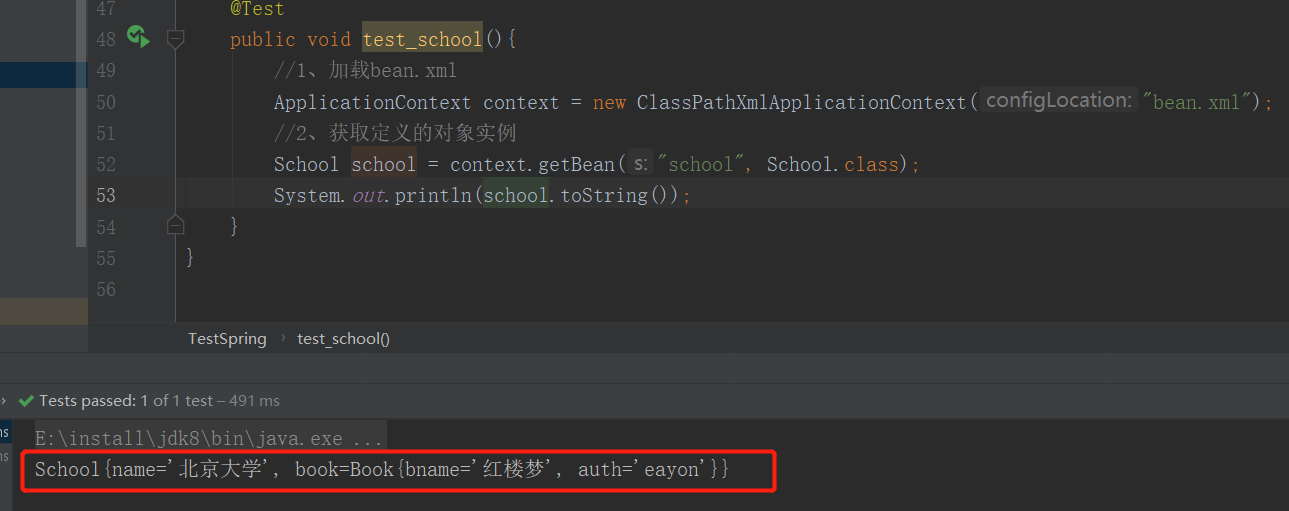 47 @Test
48 public void test_school(){
49 //1、加载bean.xml
50 ApplicationContext context = new ClassPathXmlApplicationContext( configLocation: "bean.xml");
51 //2、获取定义的对象实例
52 School school = context.getBean( s: "school", School.class);
53 System.out.println(school.toString());
54 }
55 }
56
TestSpring › test_school()
Tests passed: 1 of 1 test – 491 ms
E:\install\jdk8\bin\java.exe ...
School{name='北京大学', book=Book{bname='红楼梦', auth='eayon'}}